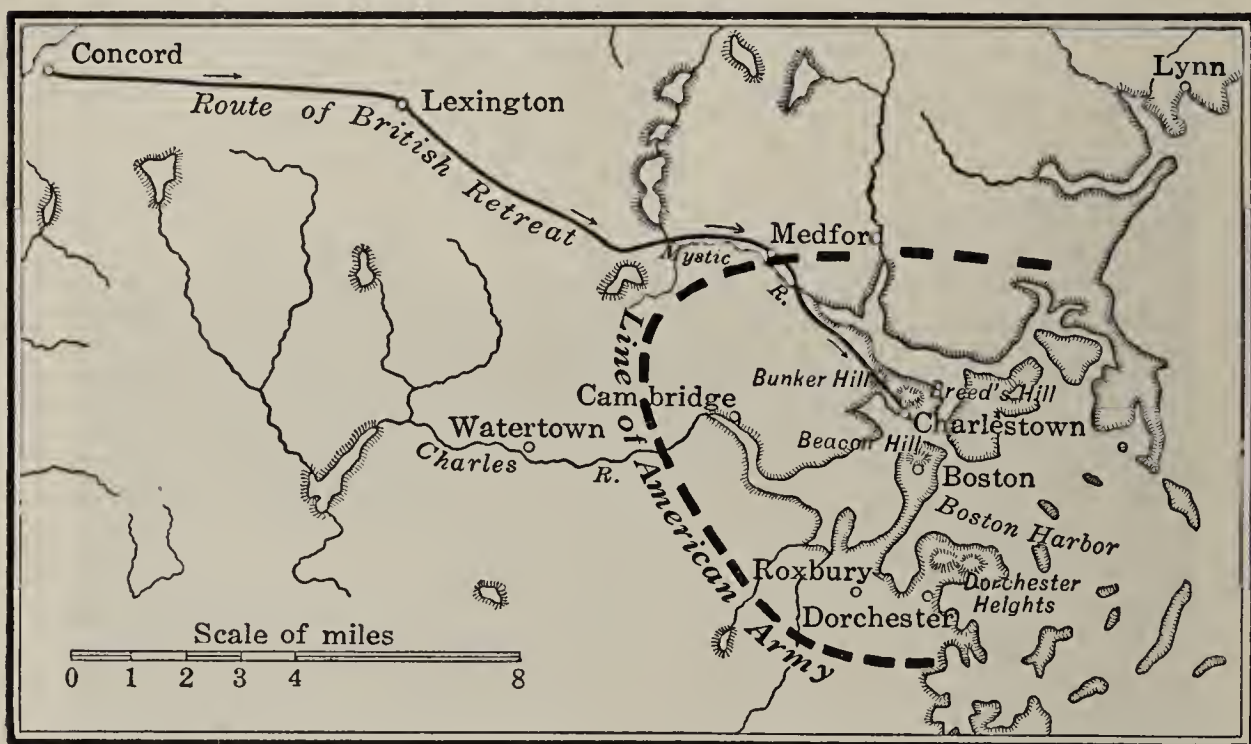 Concord
Lynn
Lexington
Route of British Retreat
Medford
Mystic
R.
Line of American Army
Bunker Hill
Breed's Hill
Cambridge
Charlestown
Watertown
Beacon Hill
Charles
R.
Boston
Boston Harbor
Roxbury
Dorchester
Heights
Dorchester
Scale of miles
0 1 2 3 4 8